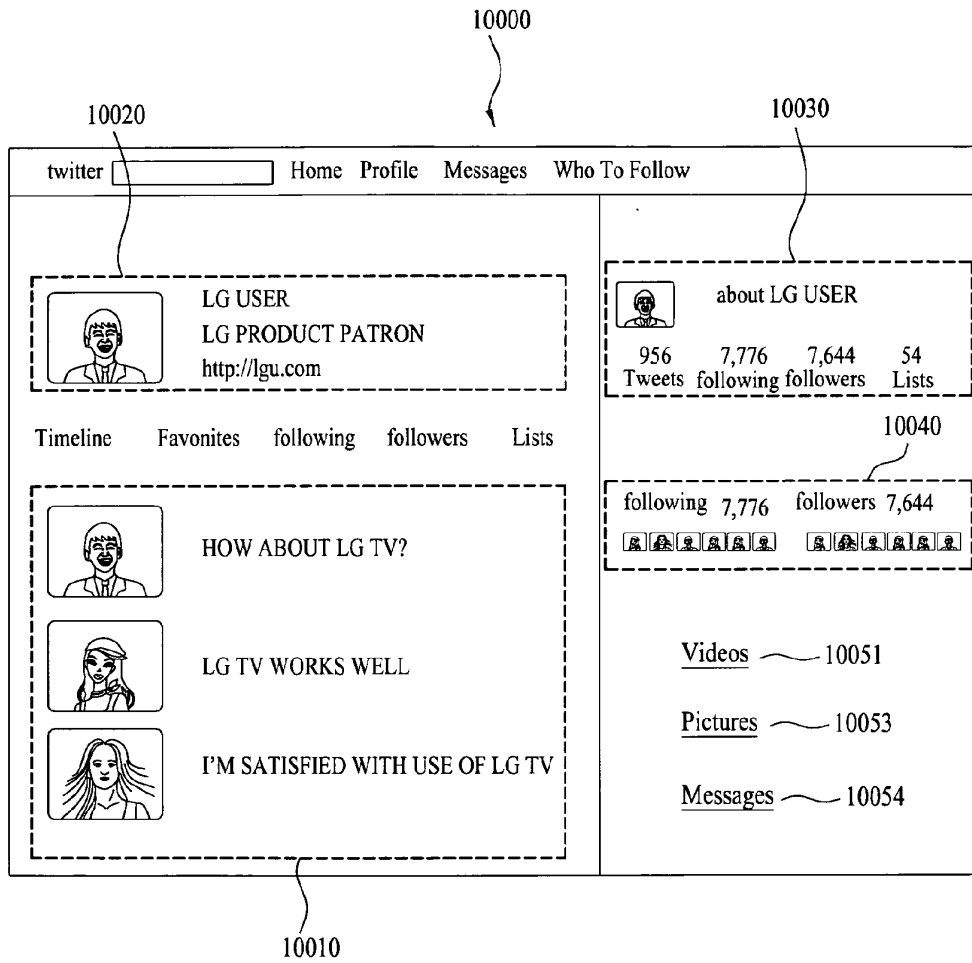 10000
10020
10030
twitter Home Profile Messages Who To Follow
LG USER
LG PRODUCT PATRON
http://lgu.com
about LG USER
956 7,776 7,644 54
Tweets following followers Lists
10040
Timeline Favonites following followers Lists
following 7,776 followers 7,644
HOW ABOUT LG TV?
LG TV WORKS WELL
I'M SATISFIED WITH USE OF LG TV
Videos 10051
Pictures 10053
Messages 10054
10010